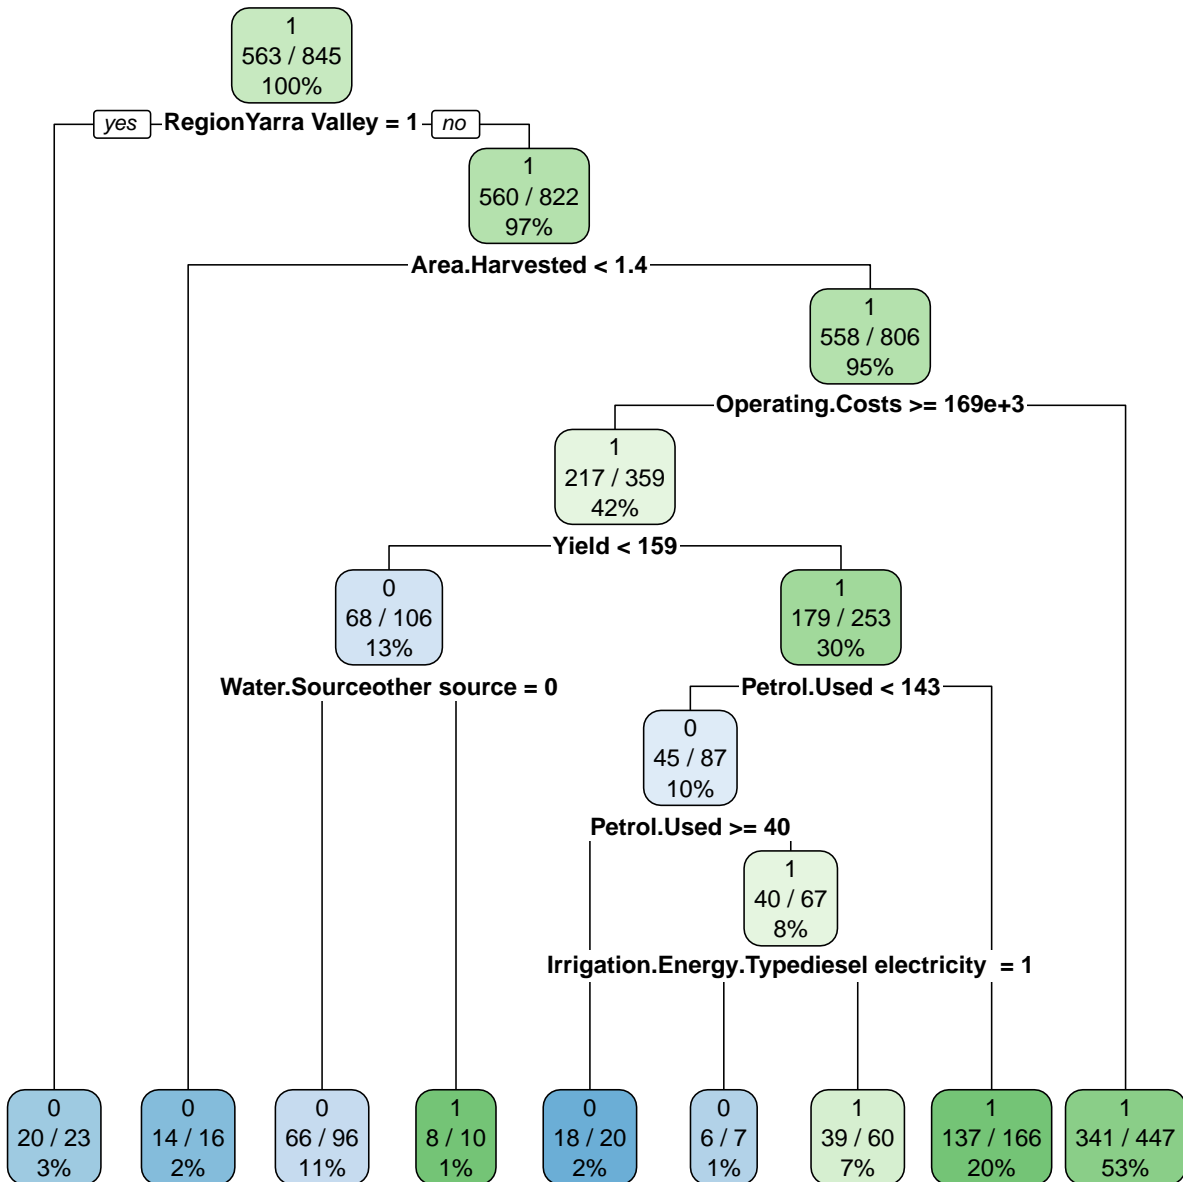 1
563 / 845
100%
yes RegionYarra Valley = 1 no
1
560 / 822
97%
Area.Harvested < 1.4
1
558 / 806
95%
Operating.Costs >= 169e+3
1
217 / 359
42%
Yield < 159
0
68 / 106
13%
1
179 / 253
30%
Water.Sourceother source = 0
Petrol.Used < 143
0
45 / 87
10%
Petrol.Used >= 40
1
40 / 67
8%
Irrigation.Energy.Typediesel electricity  = 1
0
20 / 23
3%
0
14 / 16
2%
0
66 / 96
11%
1
8 / 10
1%
0
18 / 20
2%
0
6 / 7
1%
1
39 / 60
7%
1
137 / 166
20%
1
341 / 447
53%